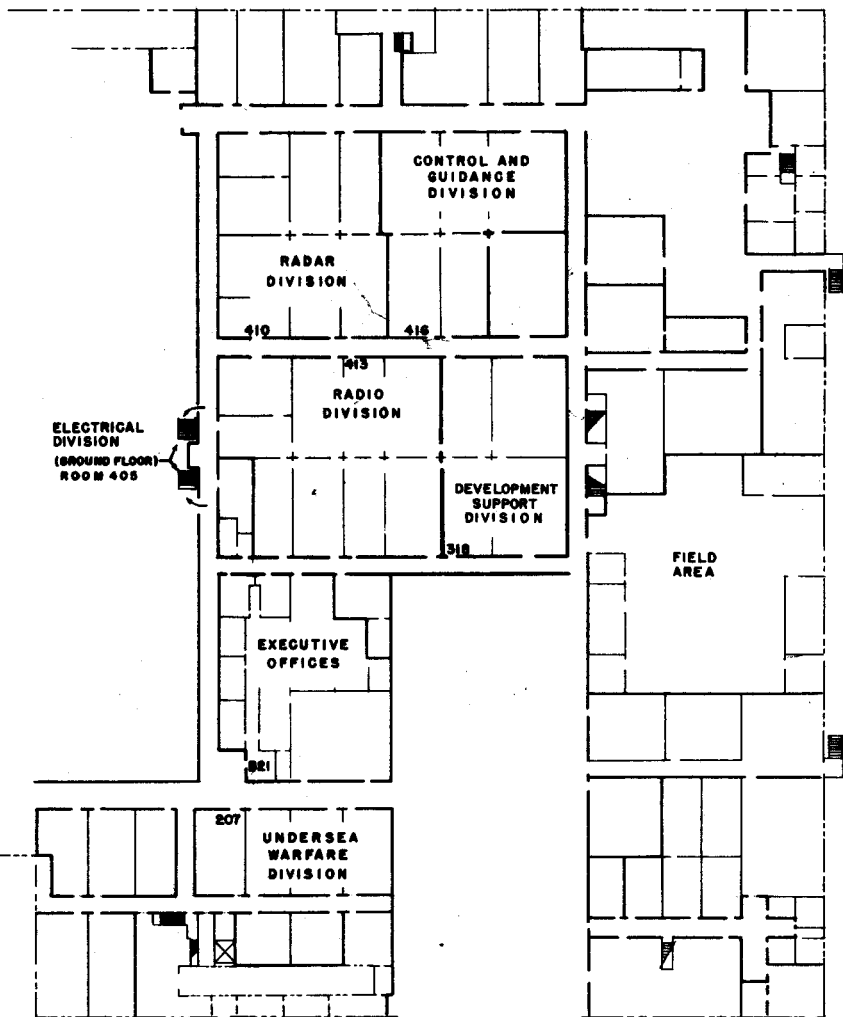 CONTROL AND
GUIDANCE
DIVISION
RADAR
DIVISION
410
416
413
RADIO
DIVISION
ELECTRICAL
DIVISION
(GROUND FLOOR)
ROOM 405
DEVELOPMENT
SUPPORT
DIVISION
318
FIELD
AREA
EXECUTIVE
OFFICES
321
207
UNDERSEA
WARFARE
DIVISION